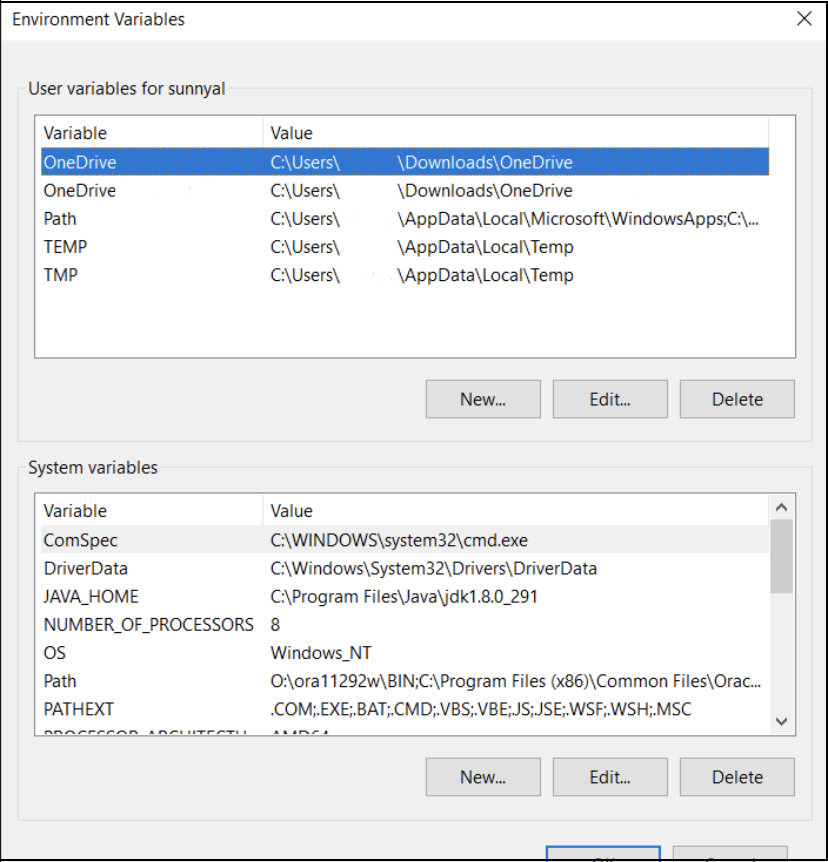 Environment Variables
User variables for sunnyal
Variable Value
OneDrive C:\Users\ \Downloads\OneDrive
OneDrive C:\Users\ \Downloads\OneDrive
Path C:\Users\ \AppData\Local\Microsoft\WindowsApps;C:\...
TEMP C:\Users\ \AppData\Local\Temp
TMP C:\Users\ \AppData\Local\Temp
New... Edit... Delete
System variables
Variable Value
ComSpec C:\WINDOWS\system32\cmd.exe
DriverData C:\Windows\System32\Drivers\DriverData
JAVA_HOME C:\Program Files\Java\jdk1.8.0_291
NUMBER_OF_PROCESSORS 8
OS Windows_NT
Path O:\ora11292w\BIN;C:\Program Files (x86)\Common Files\Orac...
PATHEXT .COM;.EXE;.BAT;.CMD;.VBS;.VBE;.JS;.JSE;.WSF;.WSH;.MSC
New... Edit... Delete